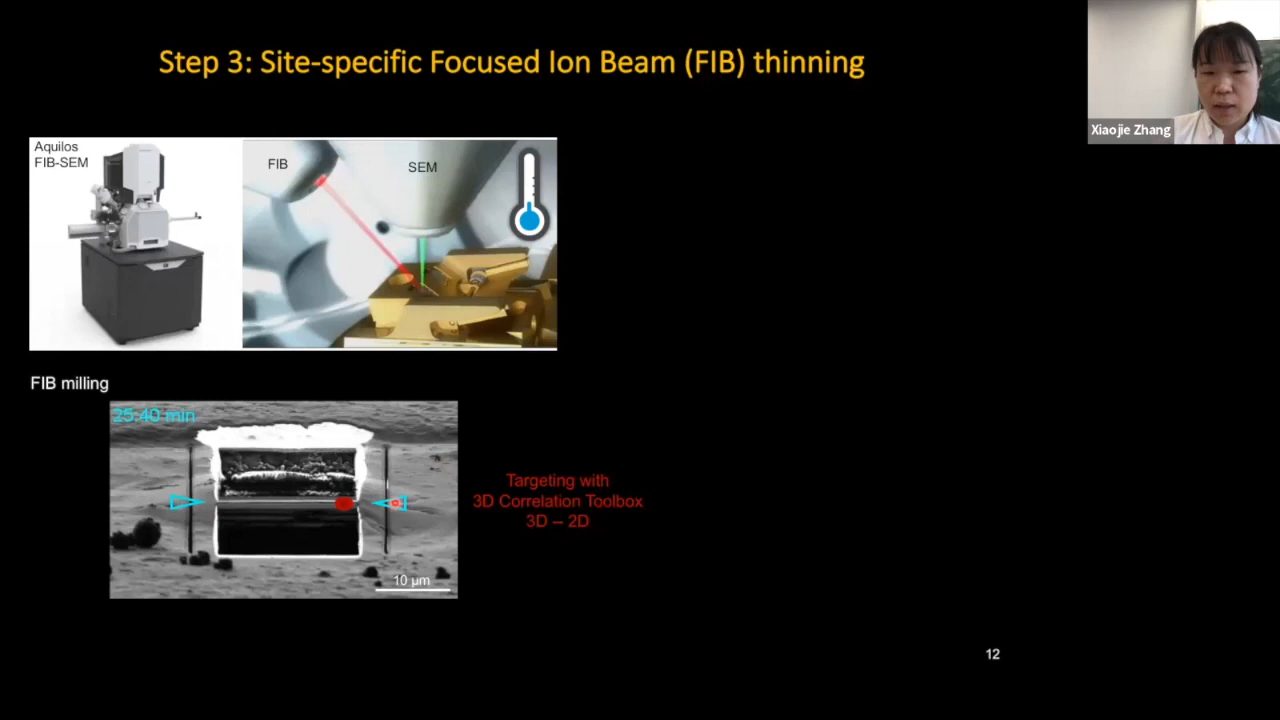 Step 3: Site-specific Focused Ion Beam (FIB) thinning
Xiaojie Zhang
Aquilos
FIB-SEM
FIB
SEM
FIB milling
25:40 min
Targeting with
3D Correlation Toolbox
3D – 2D
10 µm
12